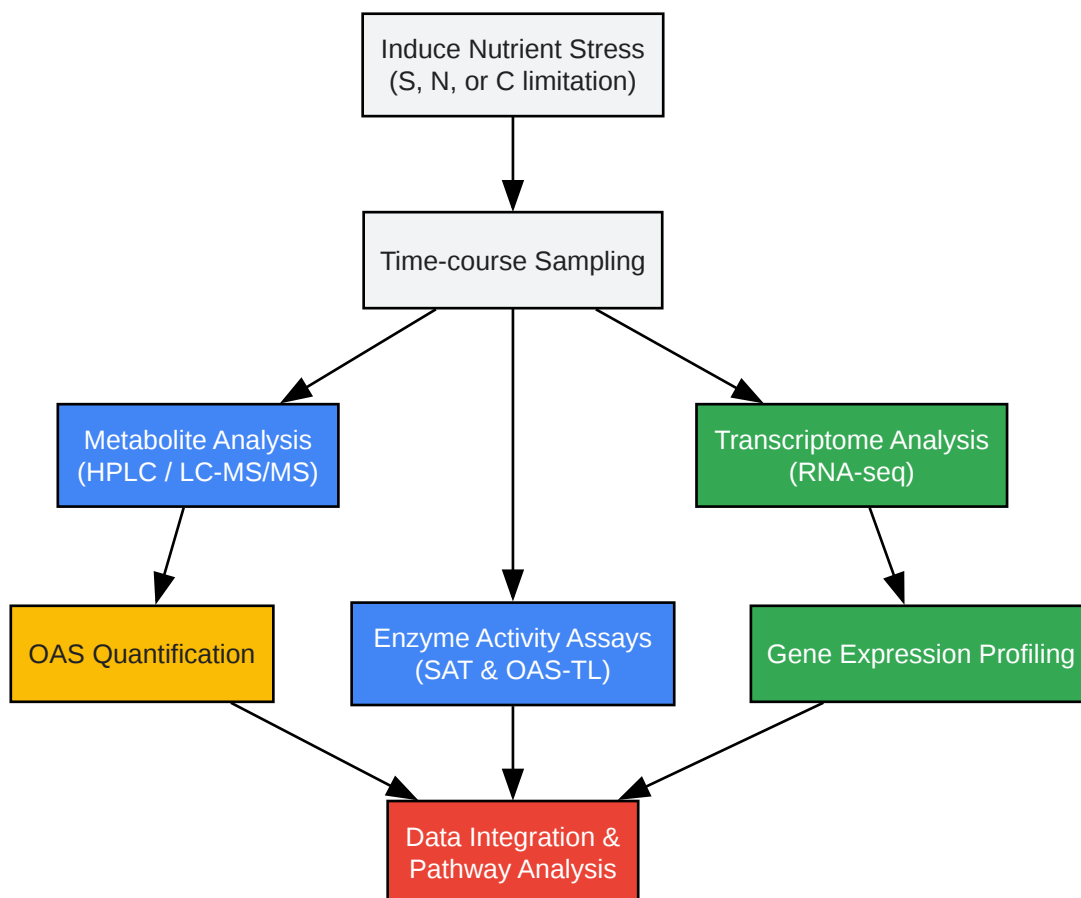 Induce Nutrient Stress
(S, N, or C limitation)
Time-course Sampling
Metabolite Analysis
(HPLC / LC-MS/MS)
Transcriptome Analysis
(RNA-seq)
OAS Quantification
Enzyme Activity Assays
(SAT & OAS-TL)
Gene Expression Profiling
Data Integration &
Pathway Analysis